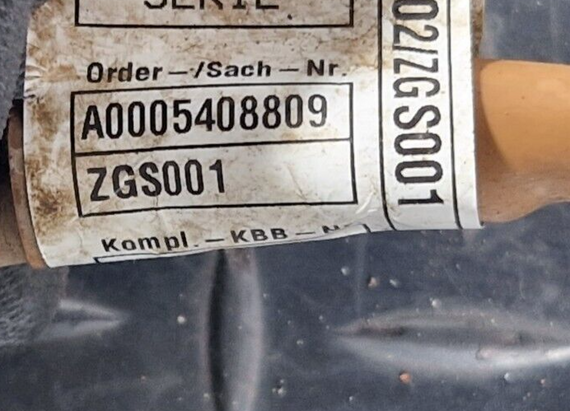 SERIE
Order-/Sach-Nr.
A0005408809
ZGS001
Kompl.-KBB-
02/ZGS001